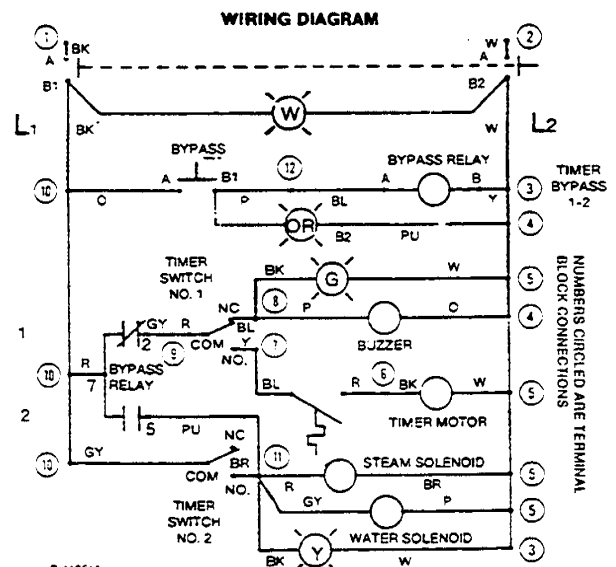 WIRING DIAGRAM
1 BK W 2
A A
B1 B2
L1 BK W W L2
BYPASS
12 BYPASS RELAY TIMER
10 A B1 A B 3 BYPASS
O P BL Y 1-2
OR B2 PU 4
TIMER BK G W 5
SWITCH
NO. 1 NC 8 P O 4
1 GY R BL BUZZER
2 9 COM Y 7
NO.
R BYPASS
10 7 RELAY BL R 6 BK W 5
TIMER MOTOR
2 5 PU
NC
10 GY BR 11 STEAM SOLENOID 5
COM R BR
NO. GY P 5
TIMER
SWITCH WATER SOLENOID
NO. 2 Y 3
BK W
NUMBERS CIRCLED ARE TERMINAL
BLOCK CONNECTIONS